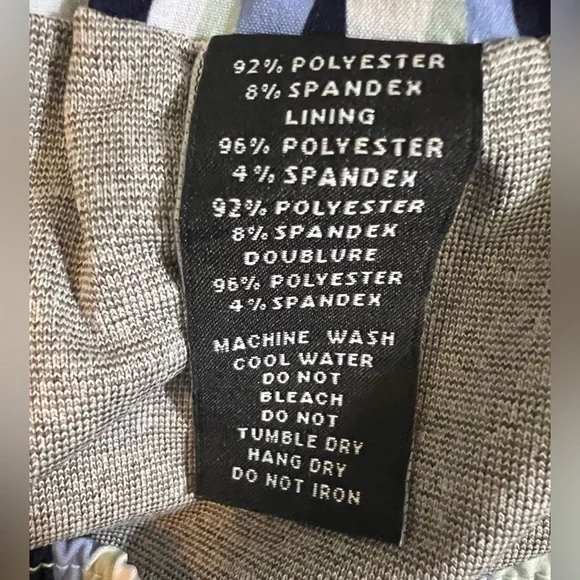 92% POLYESTER
8% SPANDEX
LINING
96% POLYESTER
4% SPANDEX
92% POLYESTER
8% SPANDEX
DOUBLURE
96% POLYESTER
4% SPANDEX
MACHINE WASH
COOL WATER
DO NOT
BLEACH
DO NOT
TUMBLE DRY
HANG DRY
DO NOT IRON